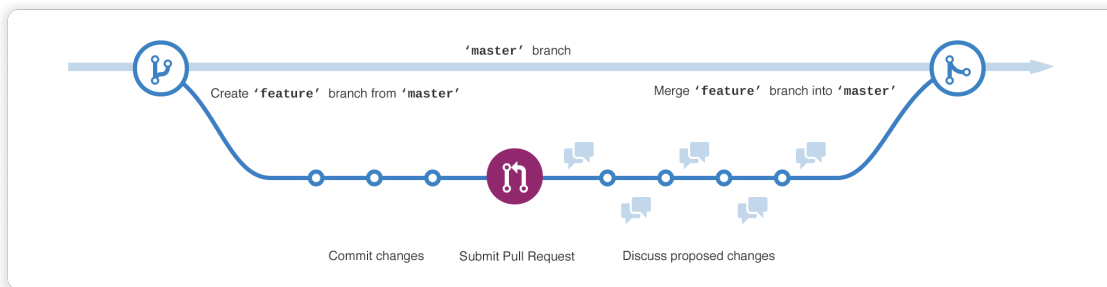 ‘master’ branch
Create ‘feature’ branch from ‘master’
Merge ‘feature’ branch into ‘master’
Commit changes
Submit Pull Request
Discuss proposed changes